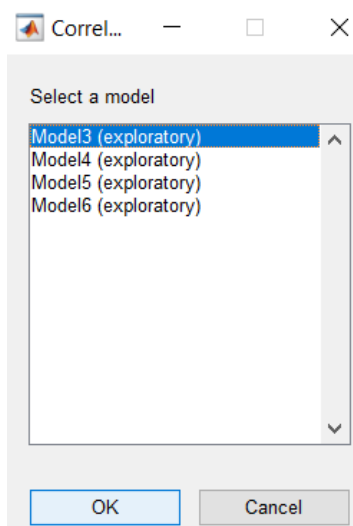 Correl...
Select a model
Model3 (exploratory)
Model4 (exploratory)
Model5 (exploratory)
Model6 (exploratory)
OK Cancel